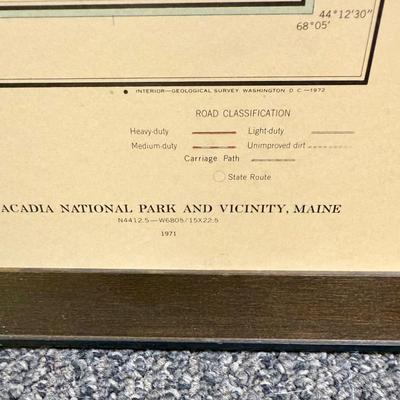 44°12'30"
68°05'
INTERIOR—GEOLOGICAL SURVEY, WASHINGTON, D. C.—1972
ROAD CLASSIFICATION
Heavy-duty Light-duty
Medium-duty Unimproved dirt
Carriage Path
State Route
ACADIA NATIONAL PARK AND VICINITY, MAINE
N4412.5—W6805/15X22.5
1971